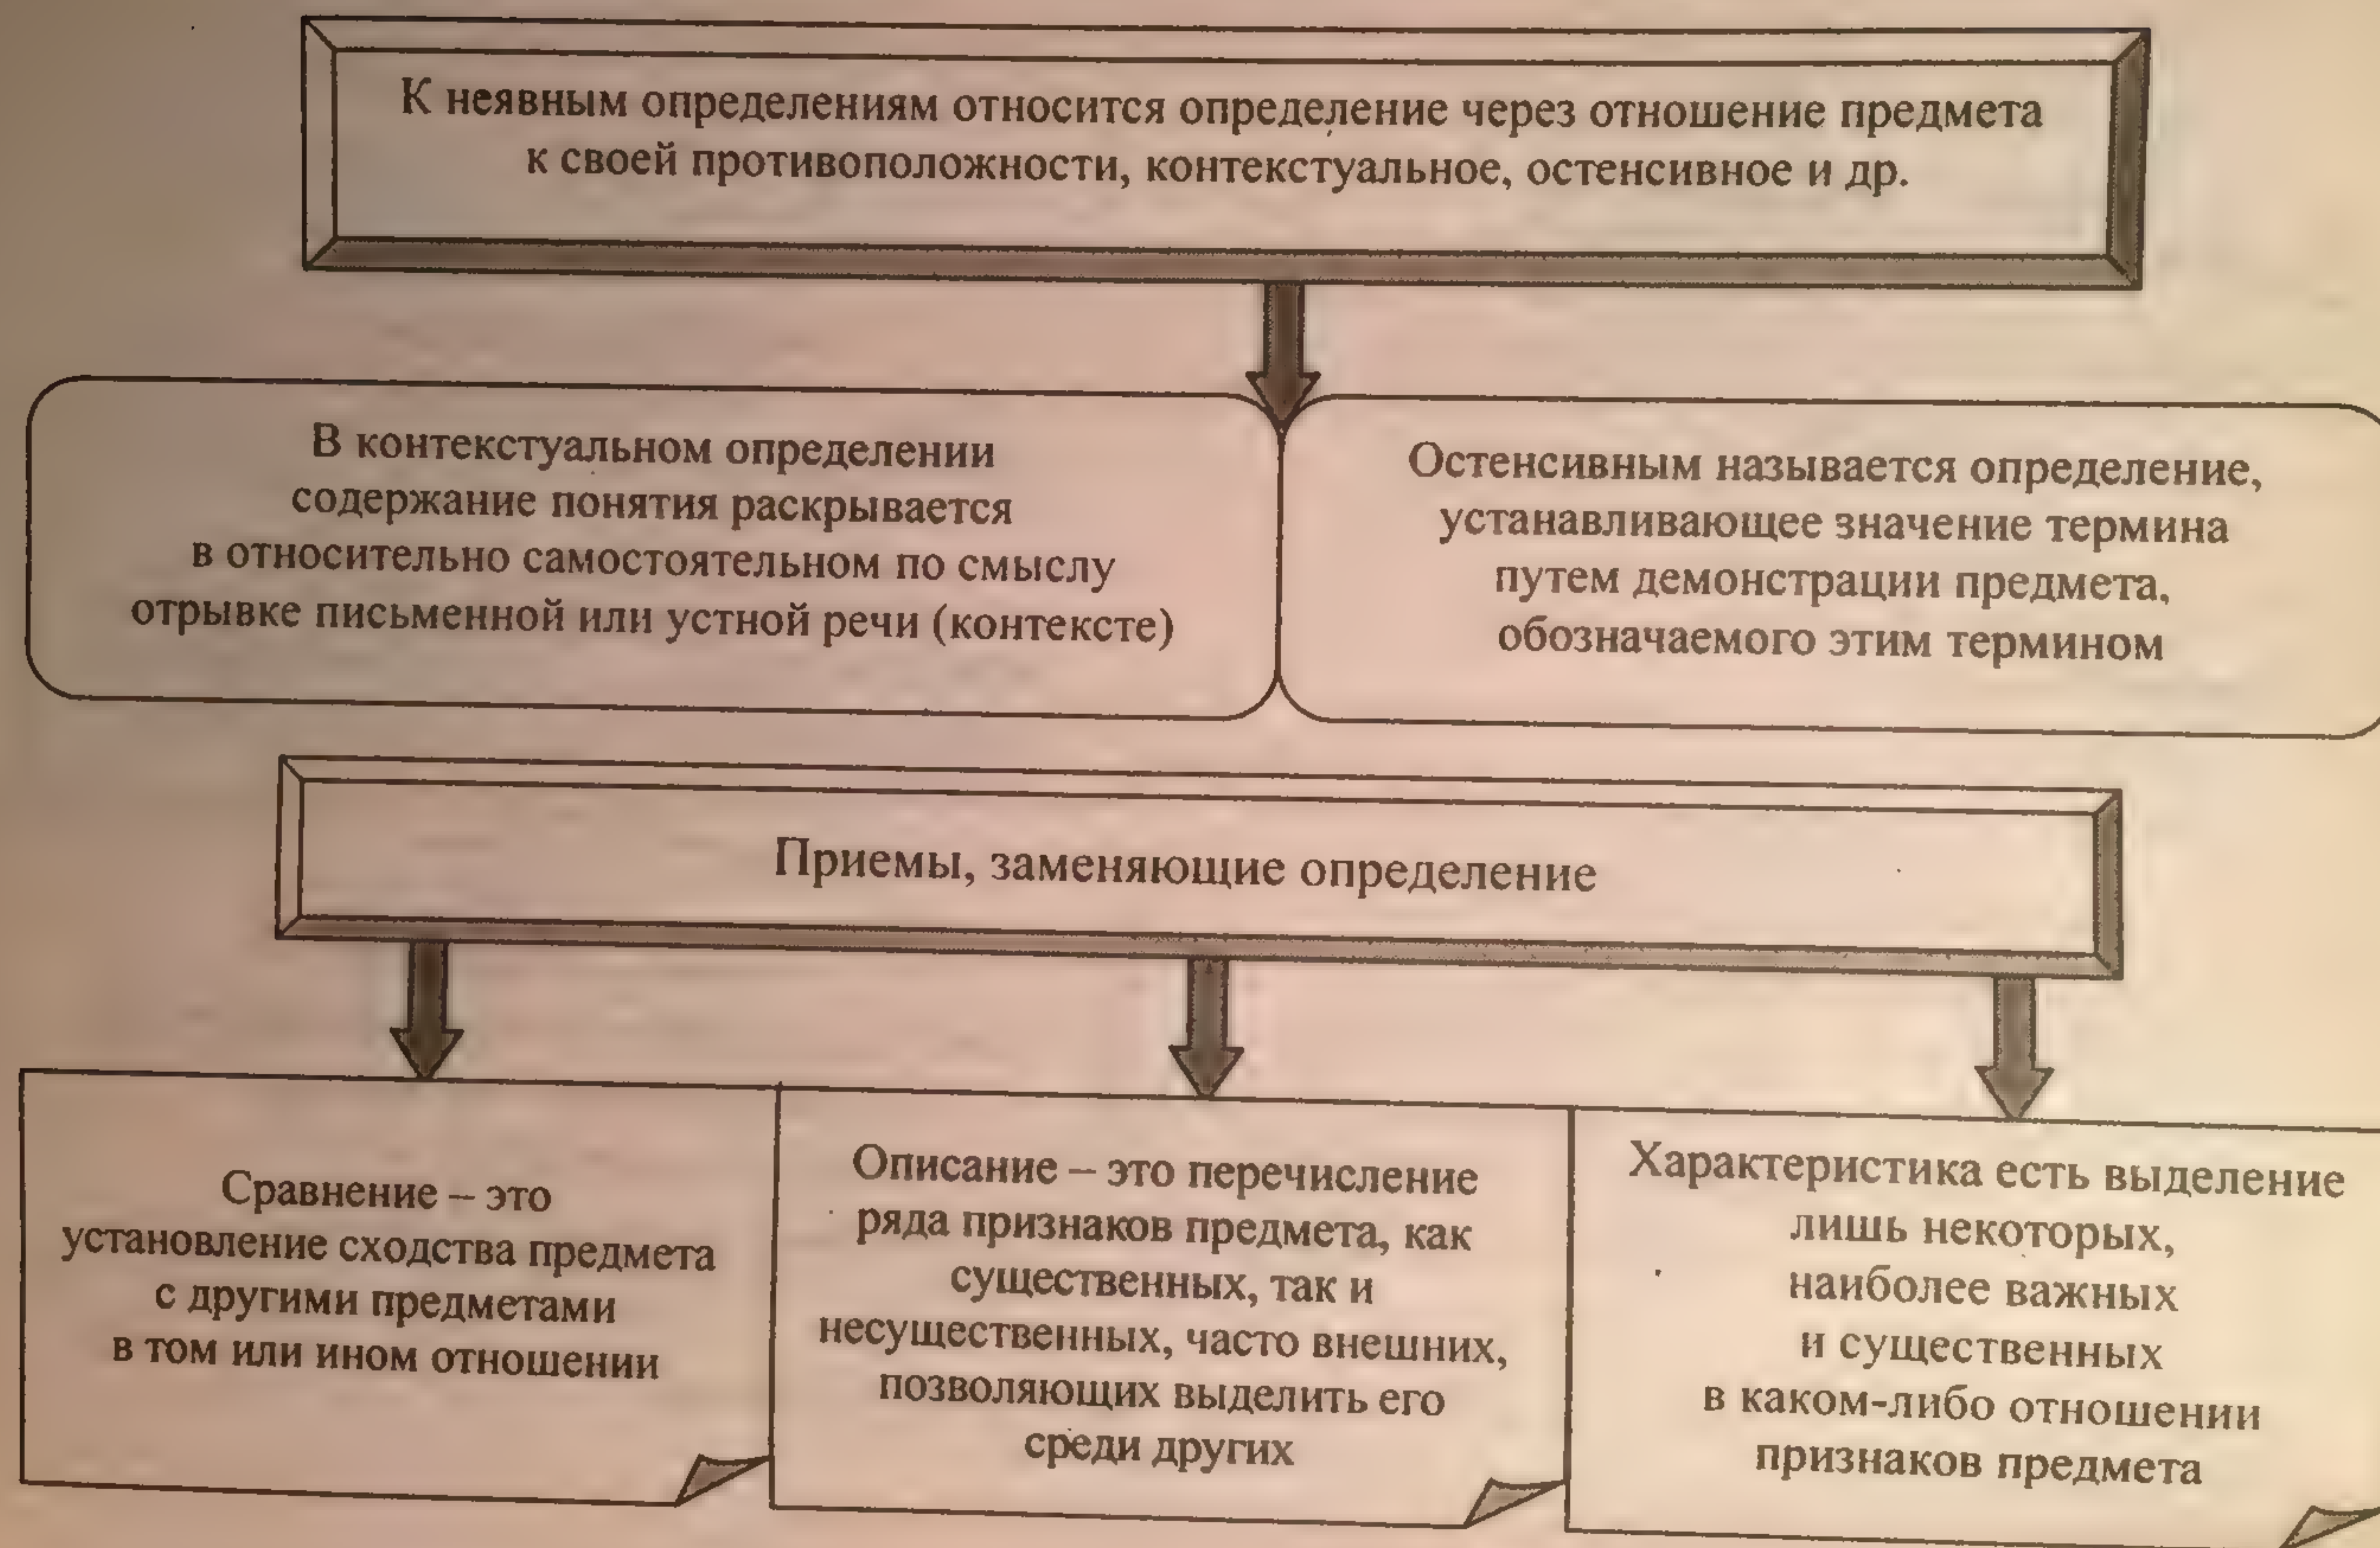 К неявным определениям относится определение через отношение предмета
к своей противоположности, контекстуальное, остенсивное и др.
В контекстуальном определении
содержание понятия раскрывается
в относительно самостоятельном по смыслу
отрывке письменной или устной речи (контексте)
Остенсивным называется определение,
устанавливающее значение термина
путем демонстрации предмета,
обозначаемого этим термином
Приемы, заменяющие определение
Сравнение – это
установление сходства предмета
с другими предметами
в том или ином отношении
Описание – это перечисление
ряда признаков предмета, как
существенных, так и
несущественных, часто внешних,
позволяющих выделить его
среди других
Характеристика есть выделение
лишь некоторых,
наиболее важных
и существенных
в каком-либо отношении
признаков предмета